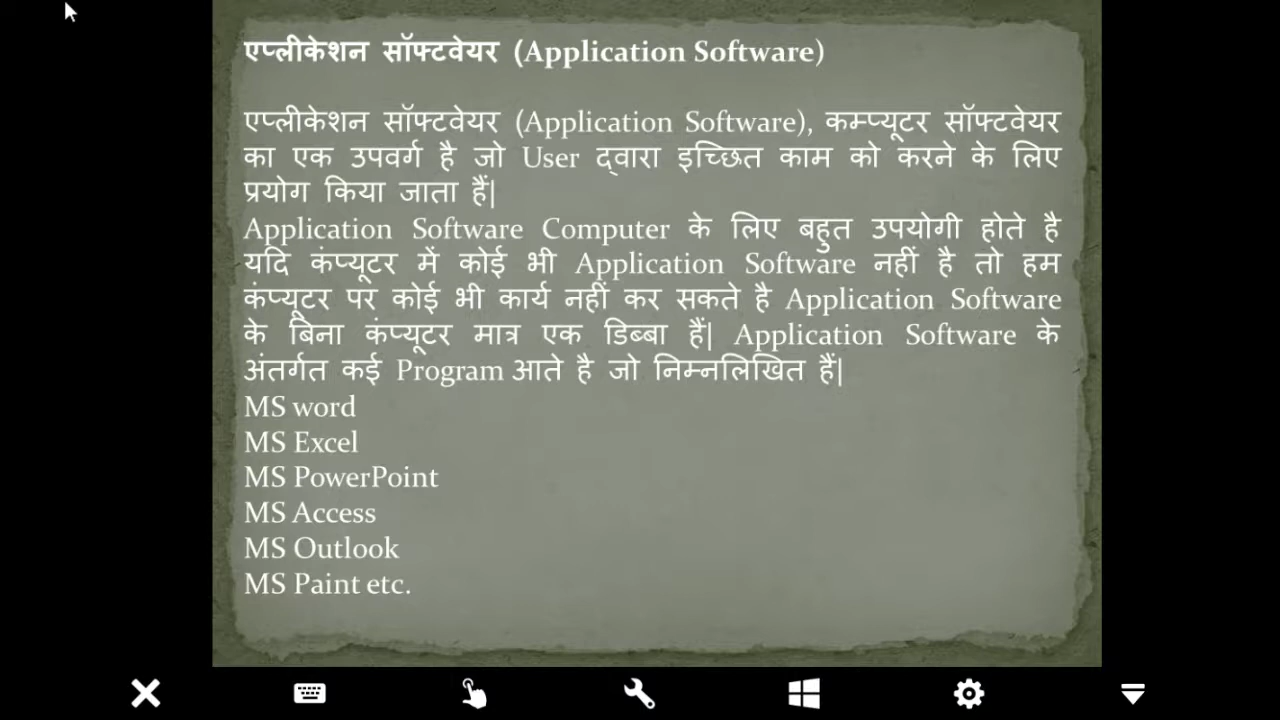 एप्लीकेशन सॉफ्टवेयर (Application Software)
एप्लीकेशन सॉफ्टवेयर (Application Software), कम्प्यूटर सॉफ्टवेयर
का एक उपवर्ग है जो User द्वारा इच्छित काम को करने के लिए
प्रयोग किया जाता हैं|
Application Software Computer के लिए बहुत उपयोगी होते है
यदि कंप्यूटर में कोई भी Application Software नहीं है तो हम
कंप्यूटर पर कोई भी कार्य नहीं कर सकते है Application Software
के बिना कंप्यूटर मात्र एक डिब्बा हैं| Application Software के
अंतर्गत कई Program आते है जो निम्नलिखित हैं|
MS word
MS Excel
MS PowerPoint
MS Access
MS Outlook
MS Paint etc.